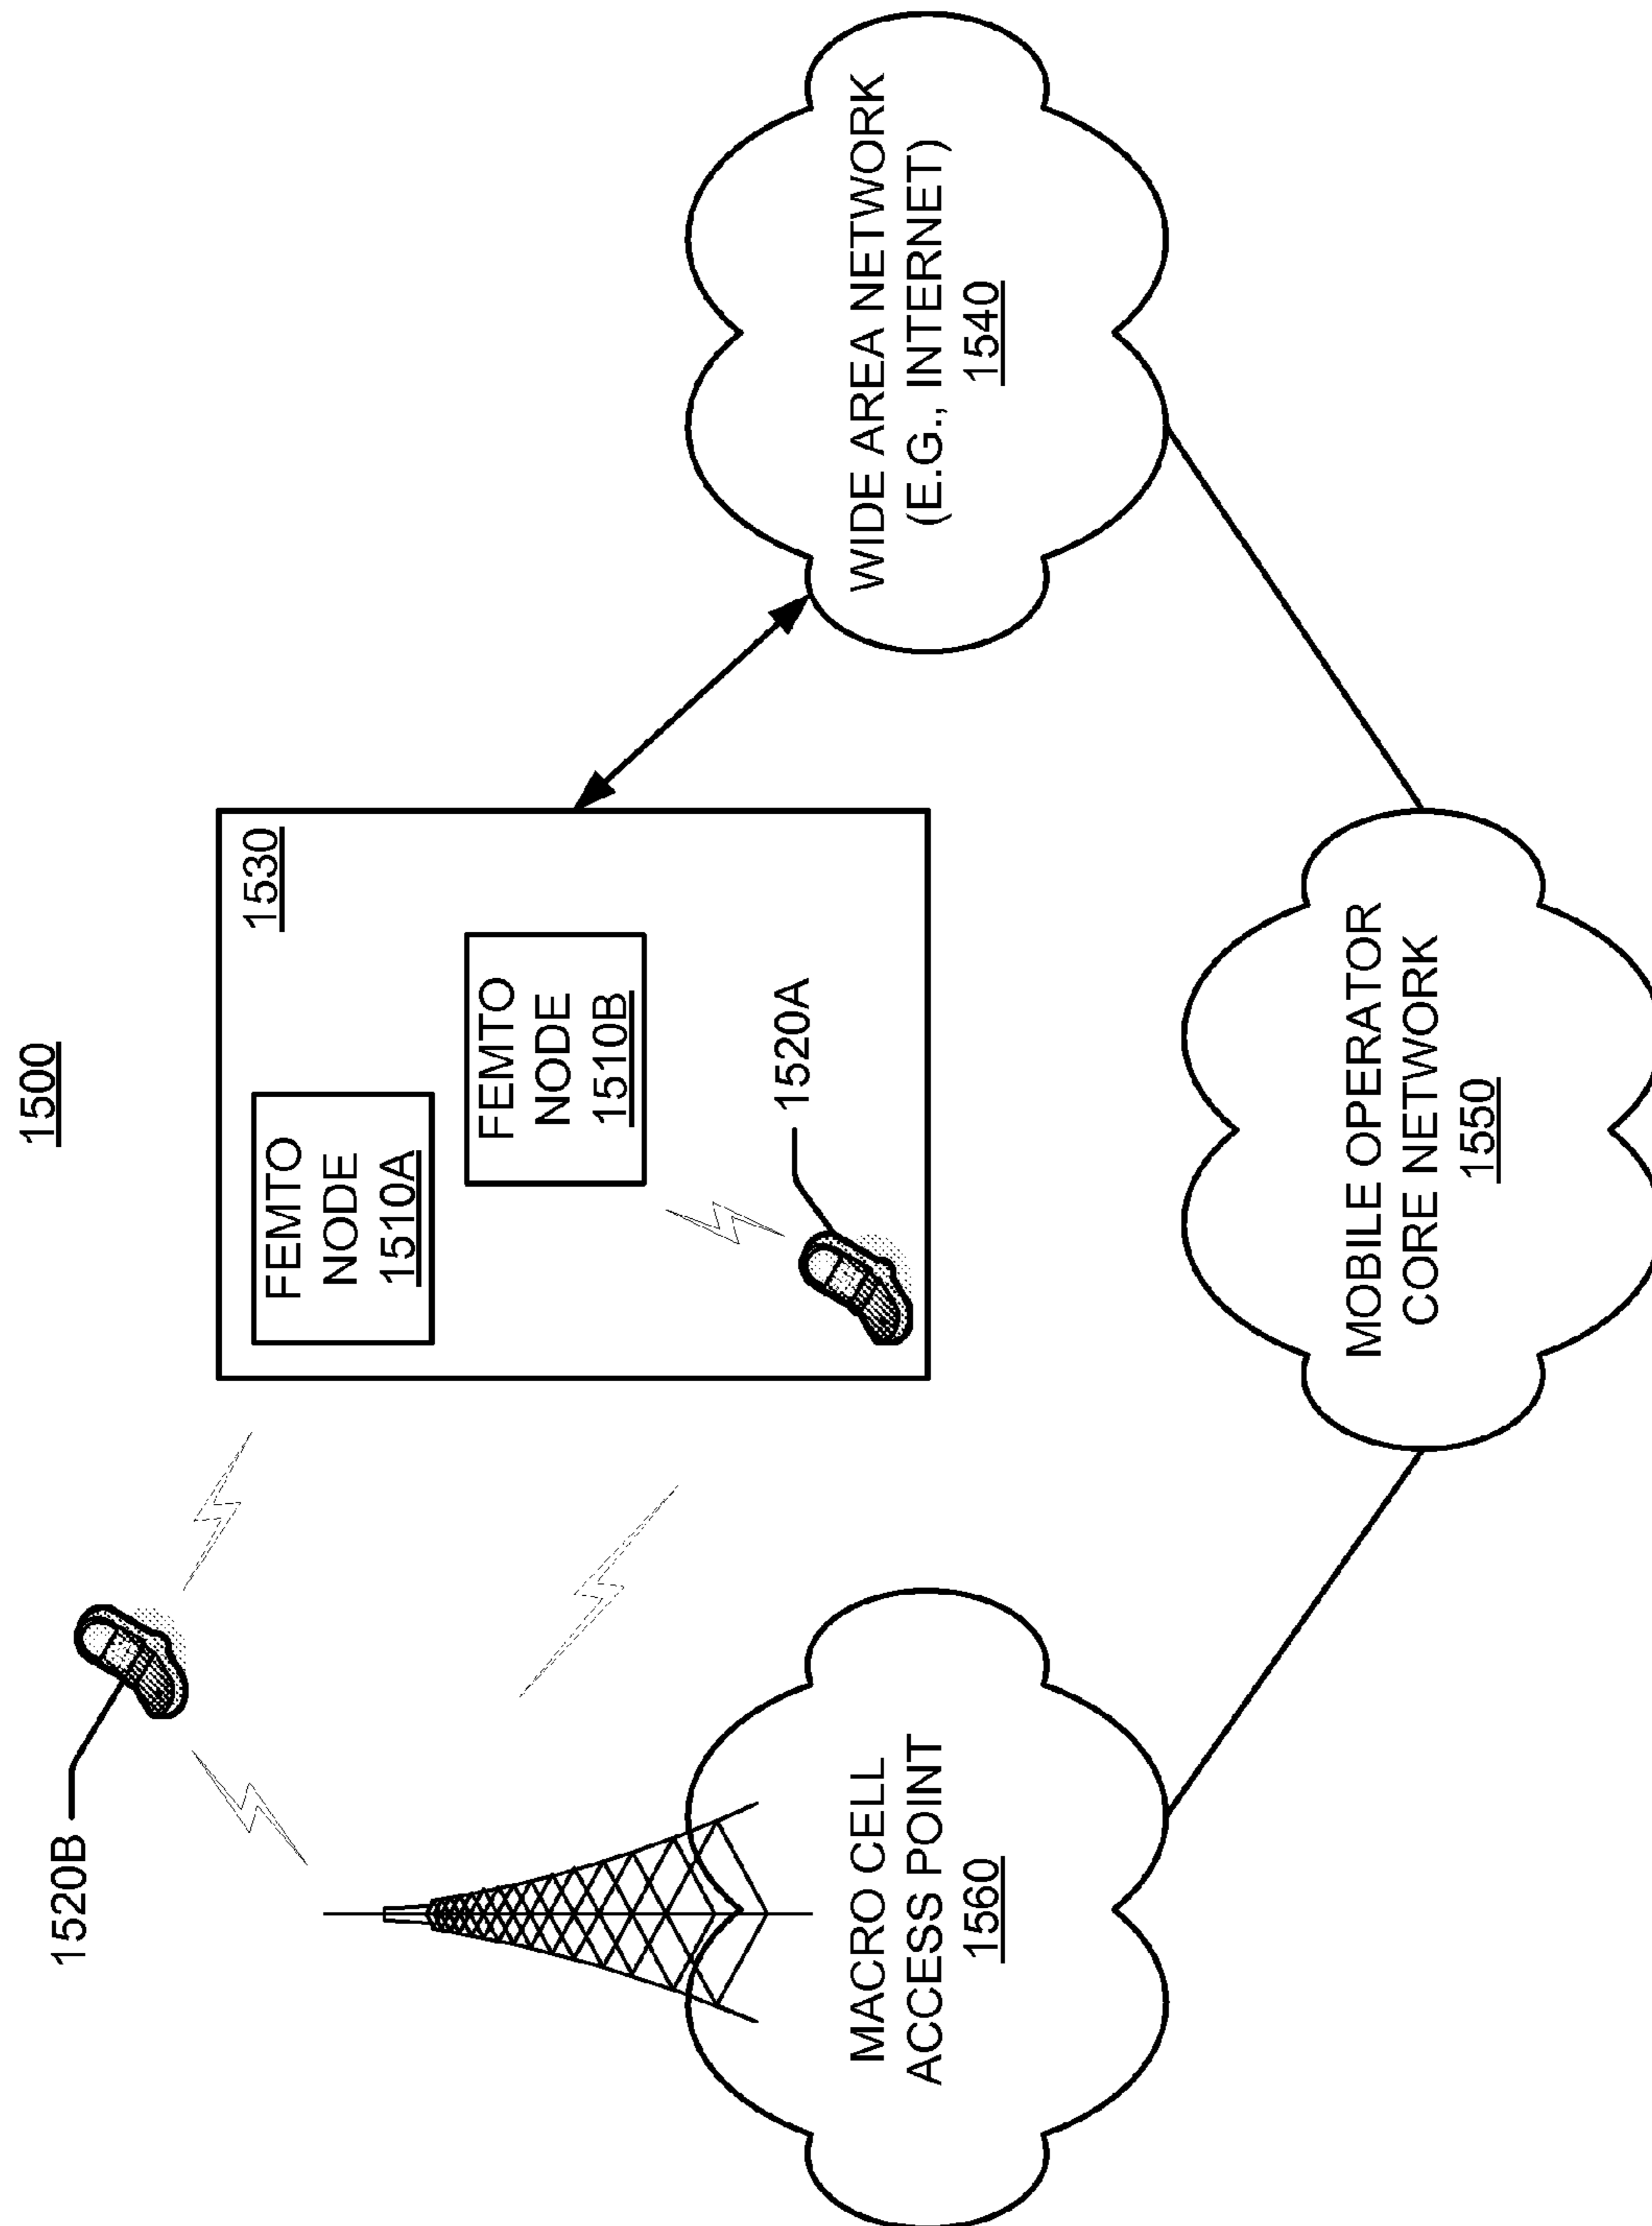 1500
1520B
FEMTO
NODE
1510A
1530
FEMTO
NODE
1510B
1520A
MACRO CELL
ACCESS POINT
1560
WIDE AREA NETWORK
(E.G., INTERNET)
1540
MOBILE OPERATOR
CORE NETWORK
1550